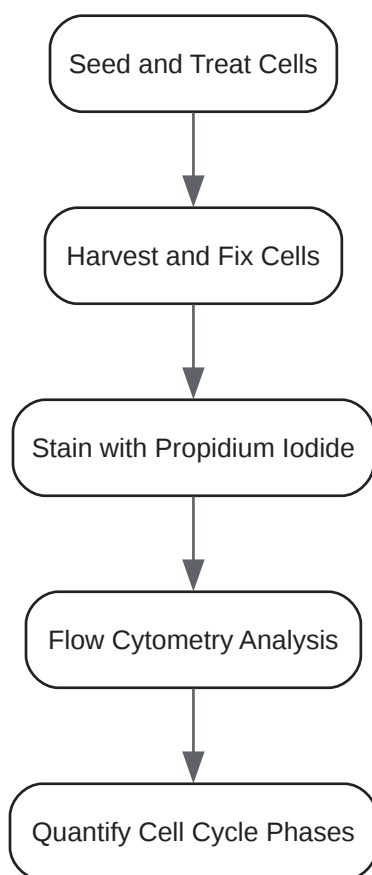 Seed and Treat Cells
Harvest and Fix Cells
Stain with Propidium Iodide
Flow Cytometry Analysis
Quantify Cell Cycle Phases